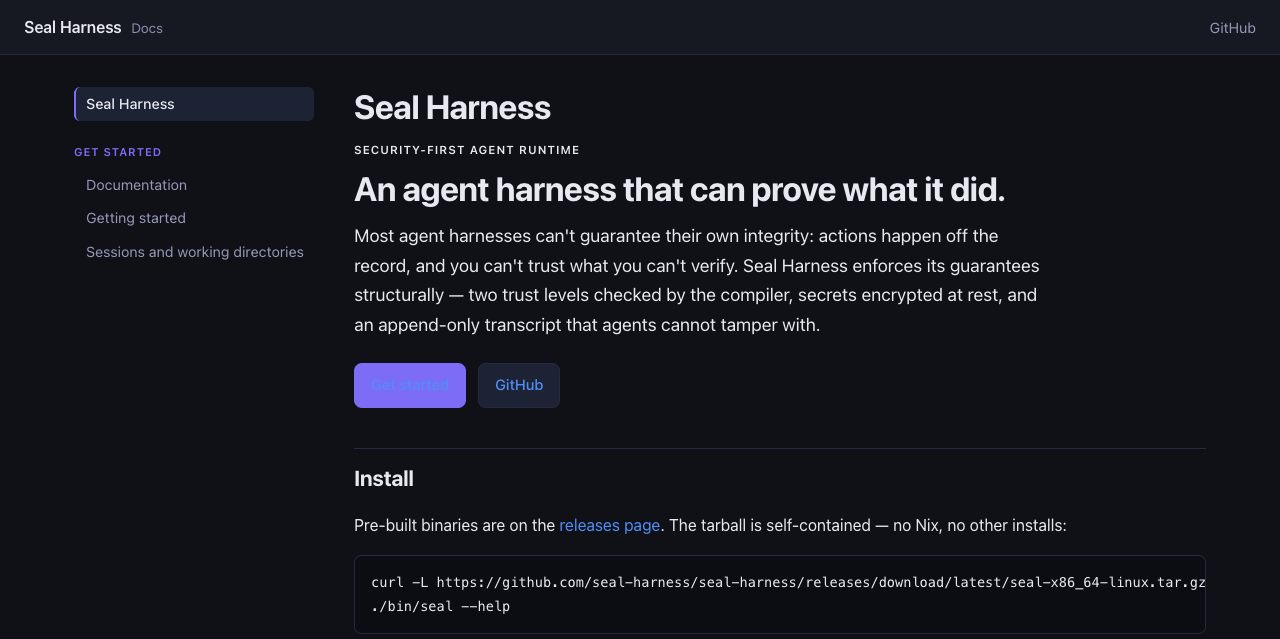 Seal Harness Docs GitHub
Seal Harness
GET STARTED
Documentation
Getting started
Sessions and working directories
Seal Harness
SECURITY-FIRST AGENT RUNTIME
An agent harness that can prove what it did.
Most agent harnesses can't guarantee their own integrity: actions happen off the
record, and you can't trust what you can't verify. Seal Harness enforces its guarantees
structurally — two trust levels checked by the compiler, secrets encrypted at rest, and
an append-only transcript that agents cannot tamper with.
Get started GitHub
Install
Pre-built binaries are on the releases page. The tarball is self-contained — no Nix, no other installs:
curl -L https://github.com/seal-harness/seal-harness/releases/download/latest/seal-x86_64-linux.tar.gz
./bin/seal --help